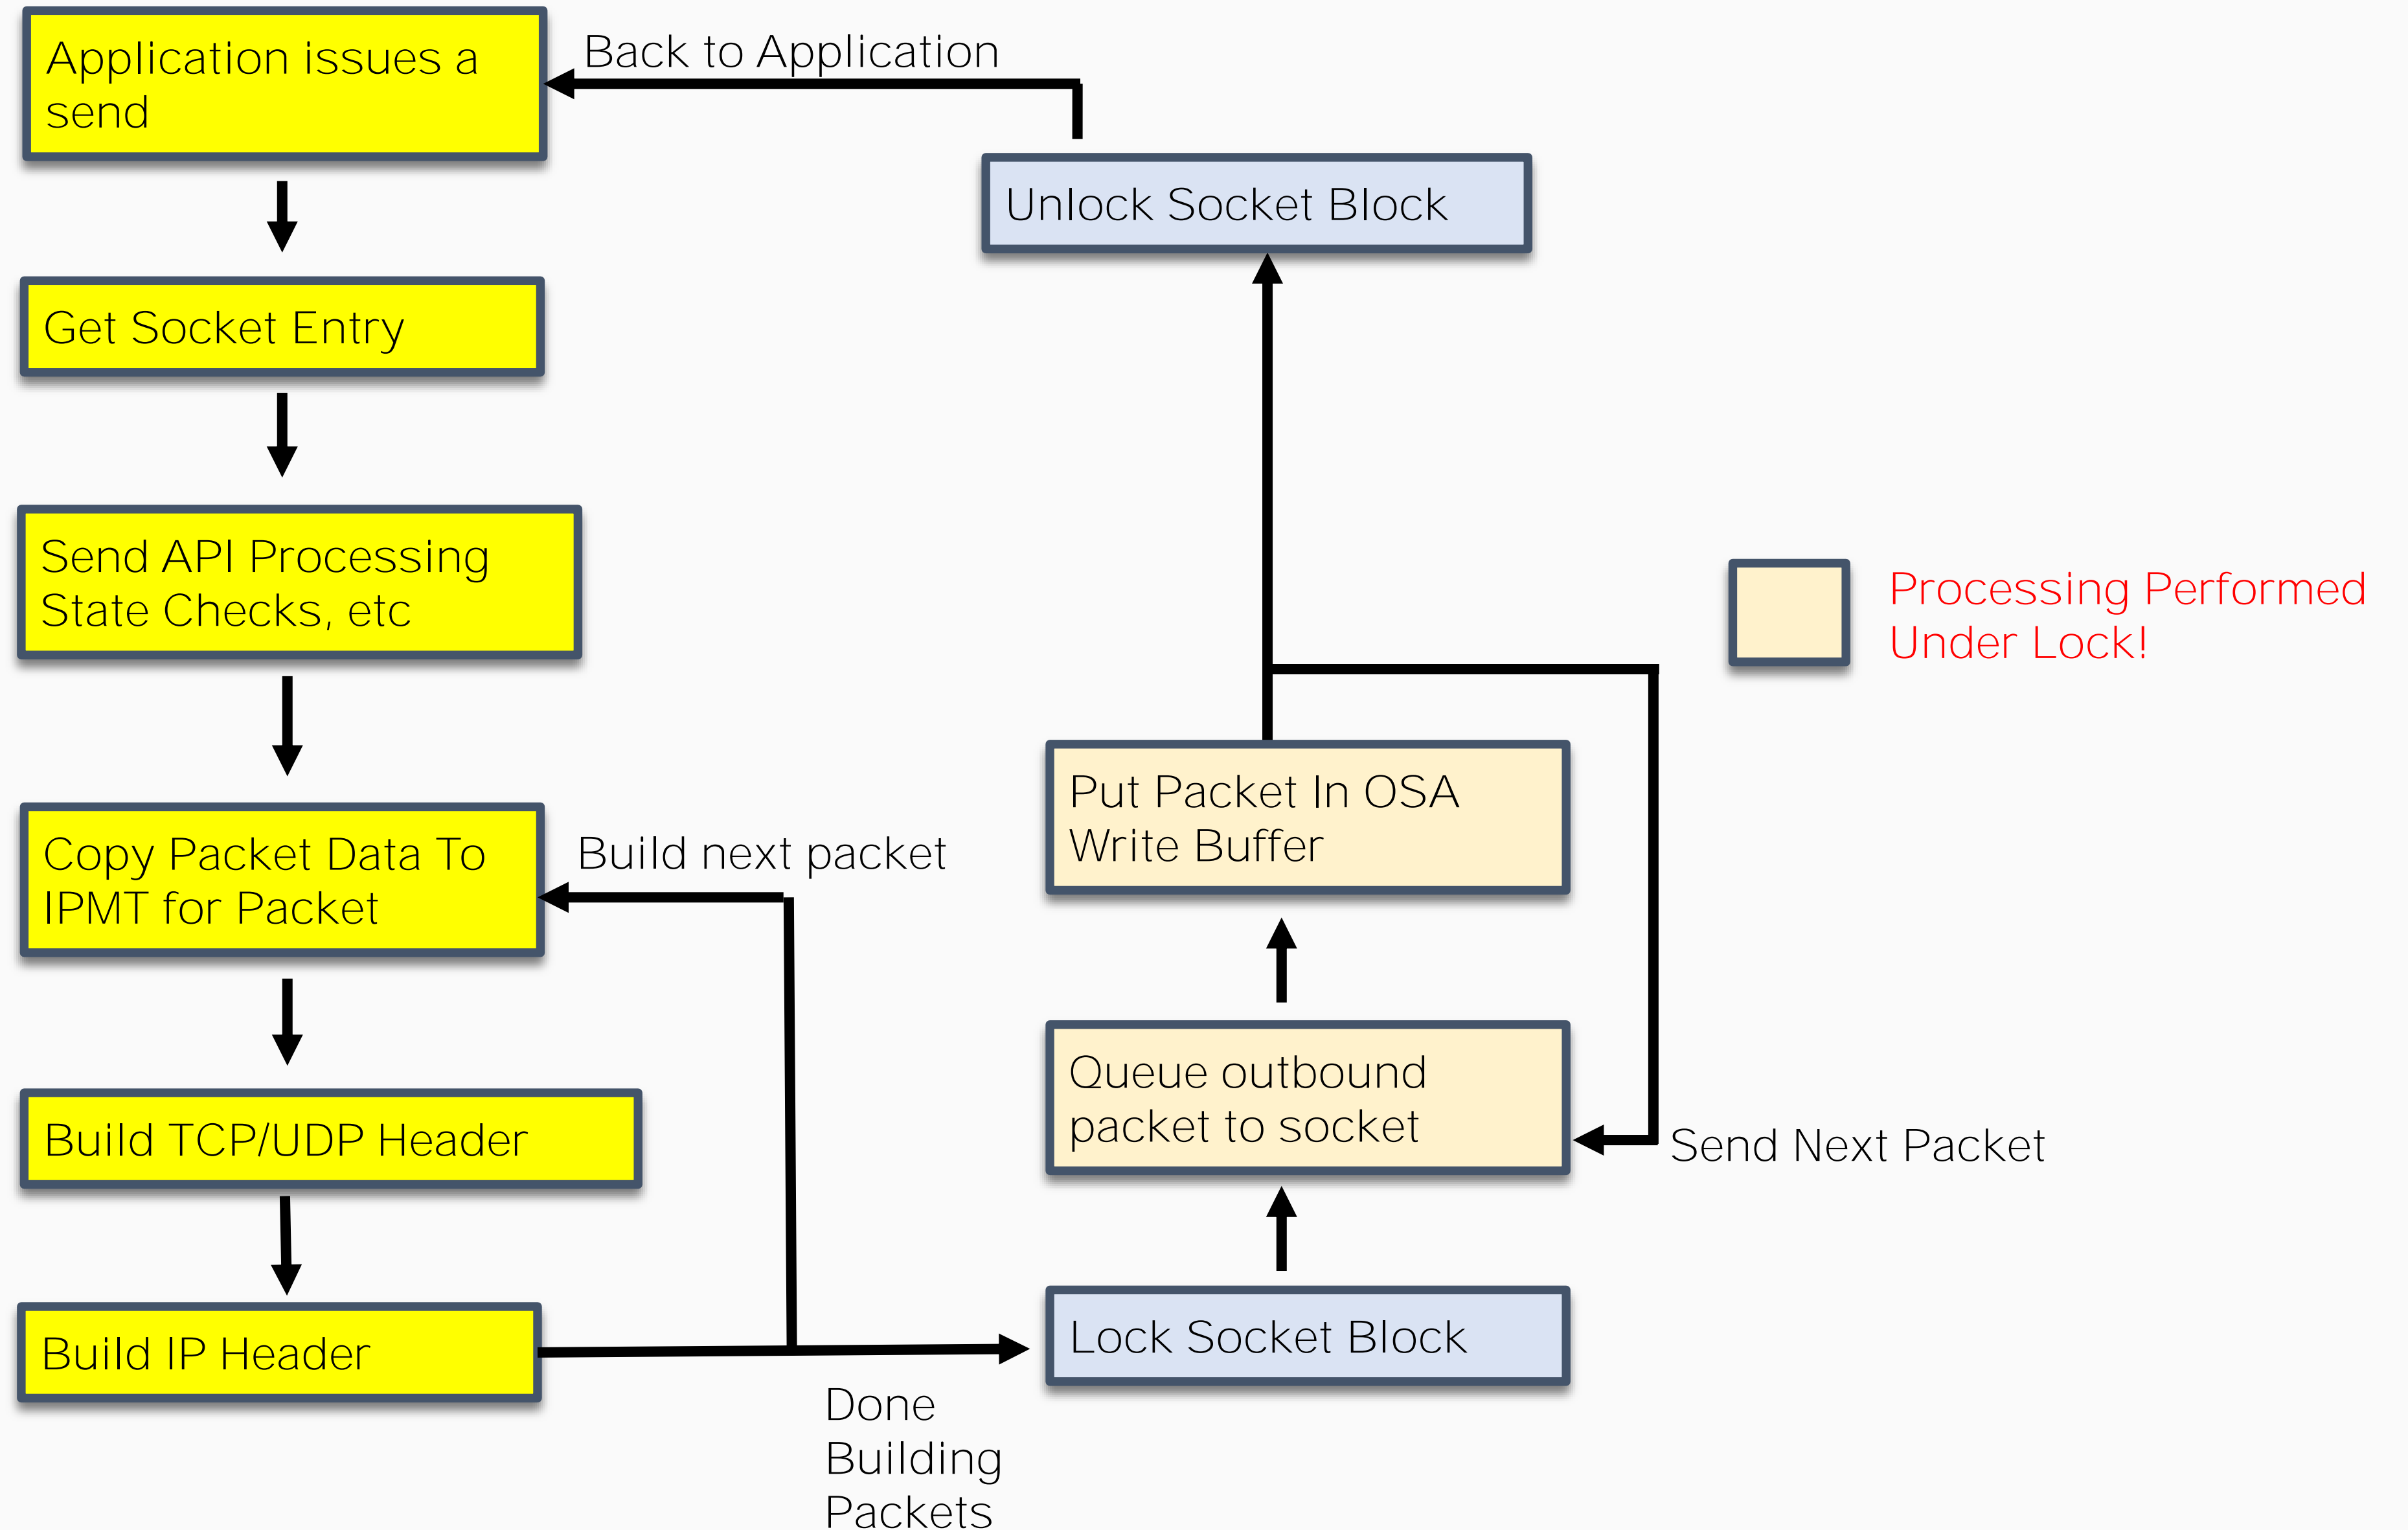 Application issues a
send
Back to Application
Unlock Socket Block
Get Socket Entry
Send API Processing
State Checks, etc
Processing Performed
Under Lock!
Copy Packet Data To
IPMT for Packet
Build next packet
Put Packet In OSA
Write Buffer
Queue outbound
packet to socket
Send Next Packet
Build TCP/UDP Header
Build IP Header
Lock Socket Block
Done
Building
Packets